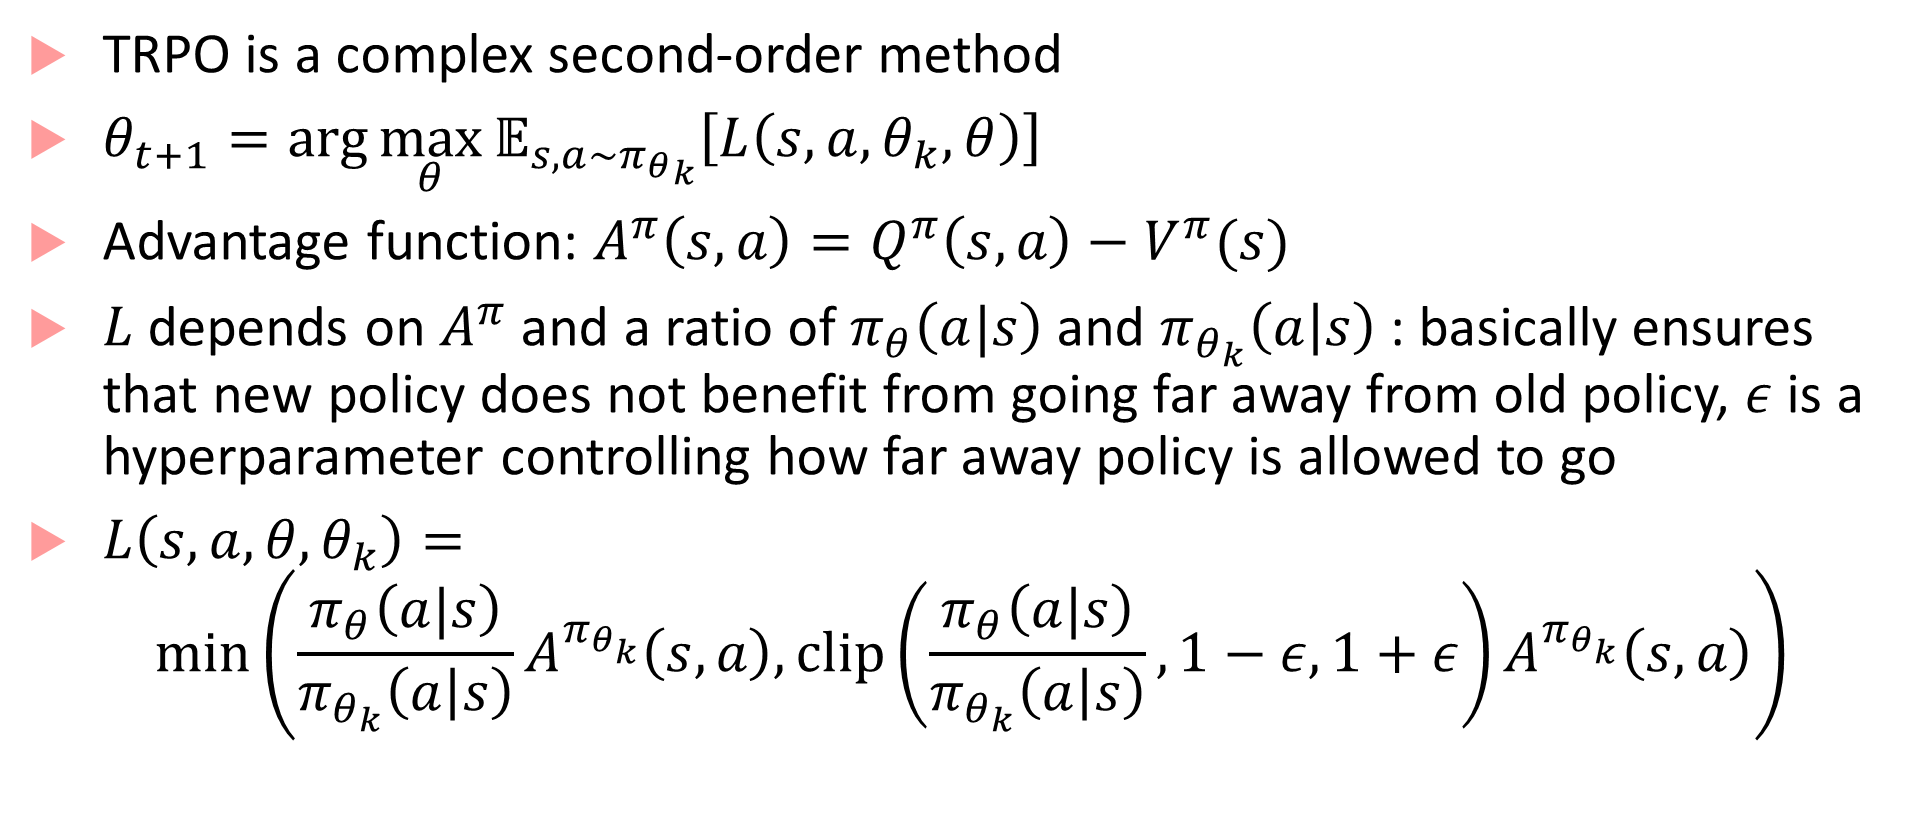 TRPO is a complex second-order method
θ_{t+1} = arg max_θ 𝔼_{s,a~π_{θ_k}}[L(s, a, θ_k, θ)]
Advantage function: A^π(s, a) = Q^π(s, a) − V^π(s)
L depends on A^π and a ratio of π_θ(a|s) and π_{θ_k}(a|s) : basically ensures
that new policy does not benefit from going far away from old policy, ϵ is a
hyperparameter controlling how far away policy is allowed to go
L(s, a, θ, θ_k) =
min(π_θ(a|s)/π_{θ_k}(a|s) A^{π_{θ_k}}(s, a), clip(π_θ(a|s)/π_{θ_k}(a|s), 1 − ϵ, 1 + ϵ) A^{π_{θ_k}}(s, a))